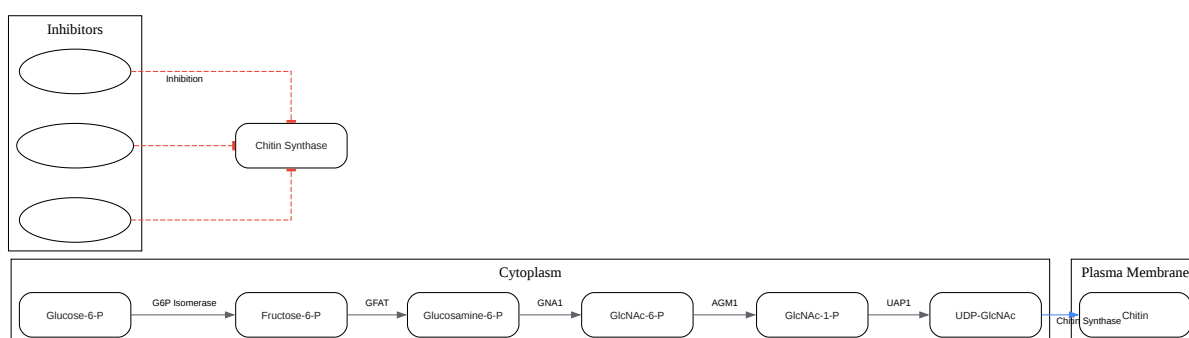 Inhibitors
Inhibition
Chitin Synthase
Cytoplasm
Plasma Membrane
G6P Isomerase
GFAT
GNA1
AGM1
UAP1
Glucose-6-P
Fructose-6-P
Glucosamine-6-P
GlcNAc-6-P
GlcNAc-1-P
UDP-GlcNAc
Chitin Synthase
Chitin